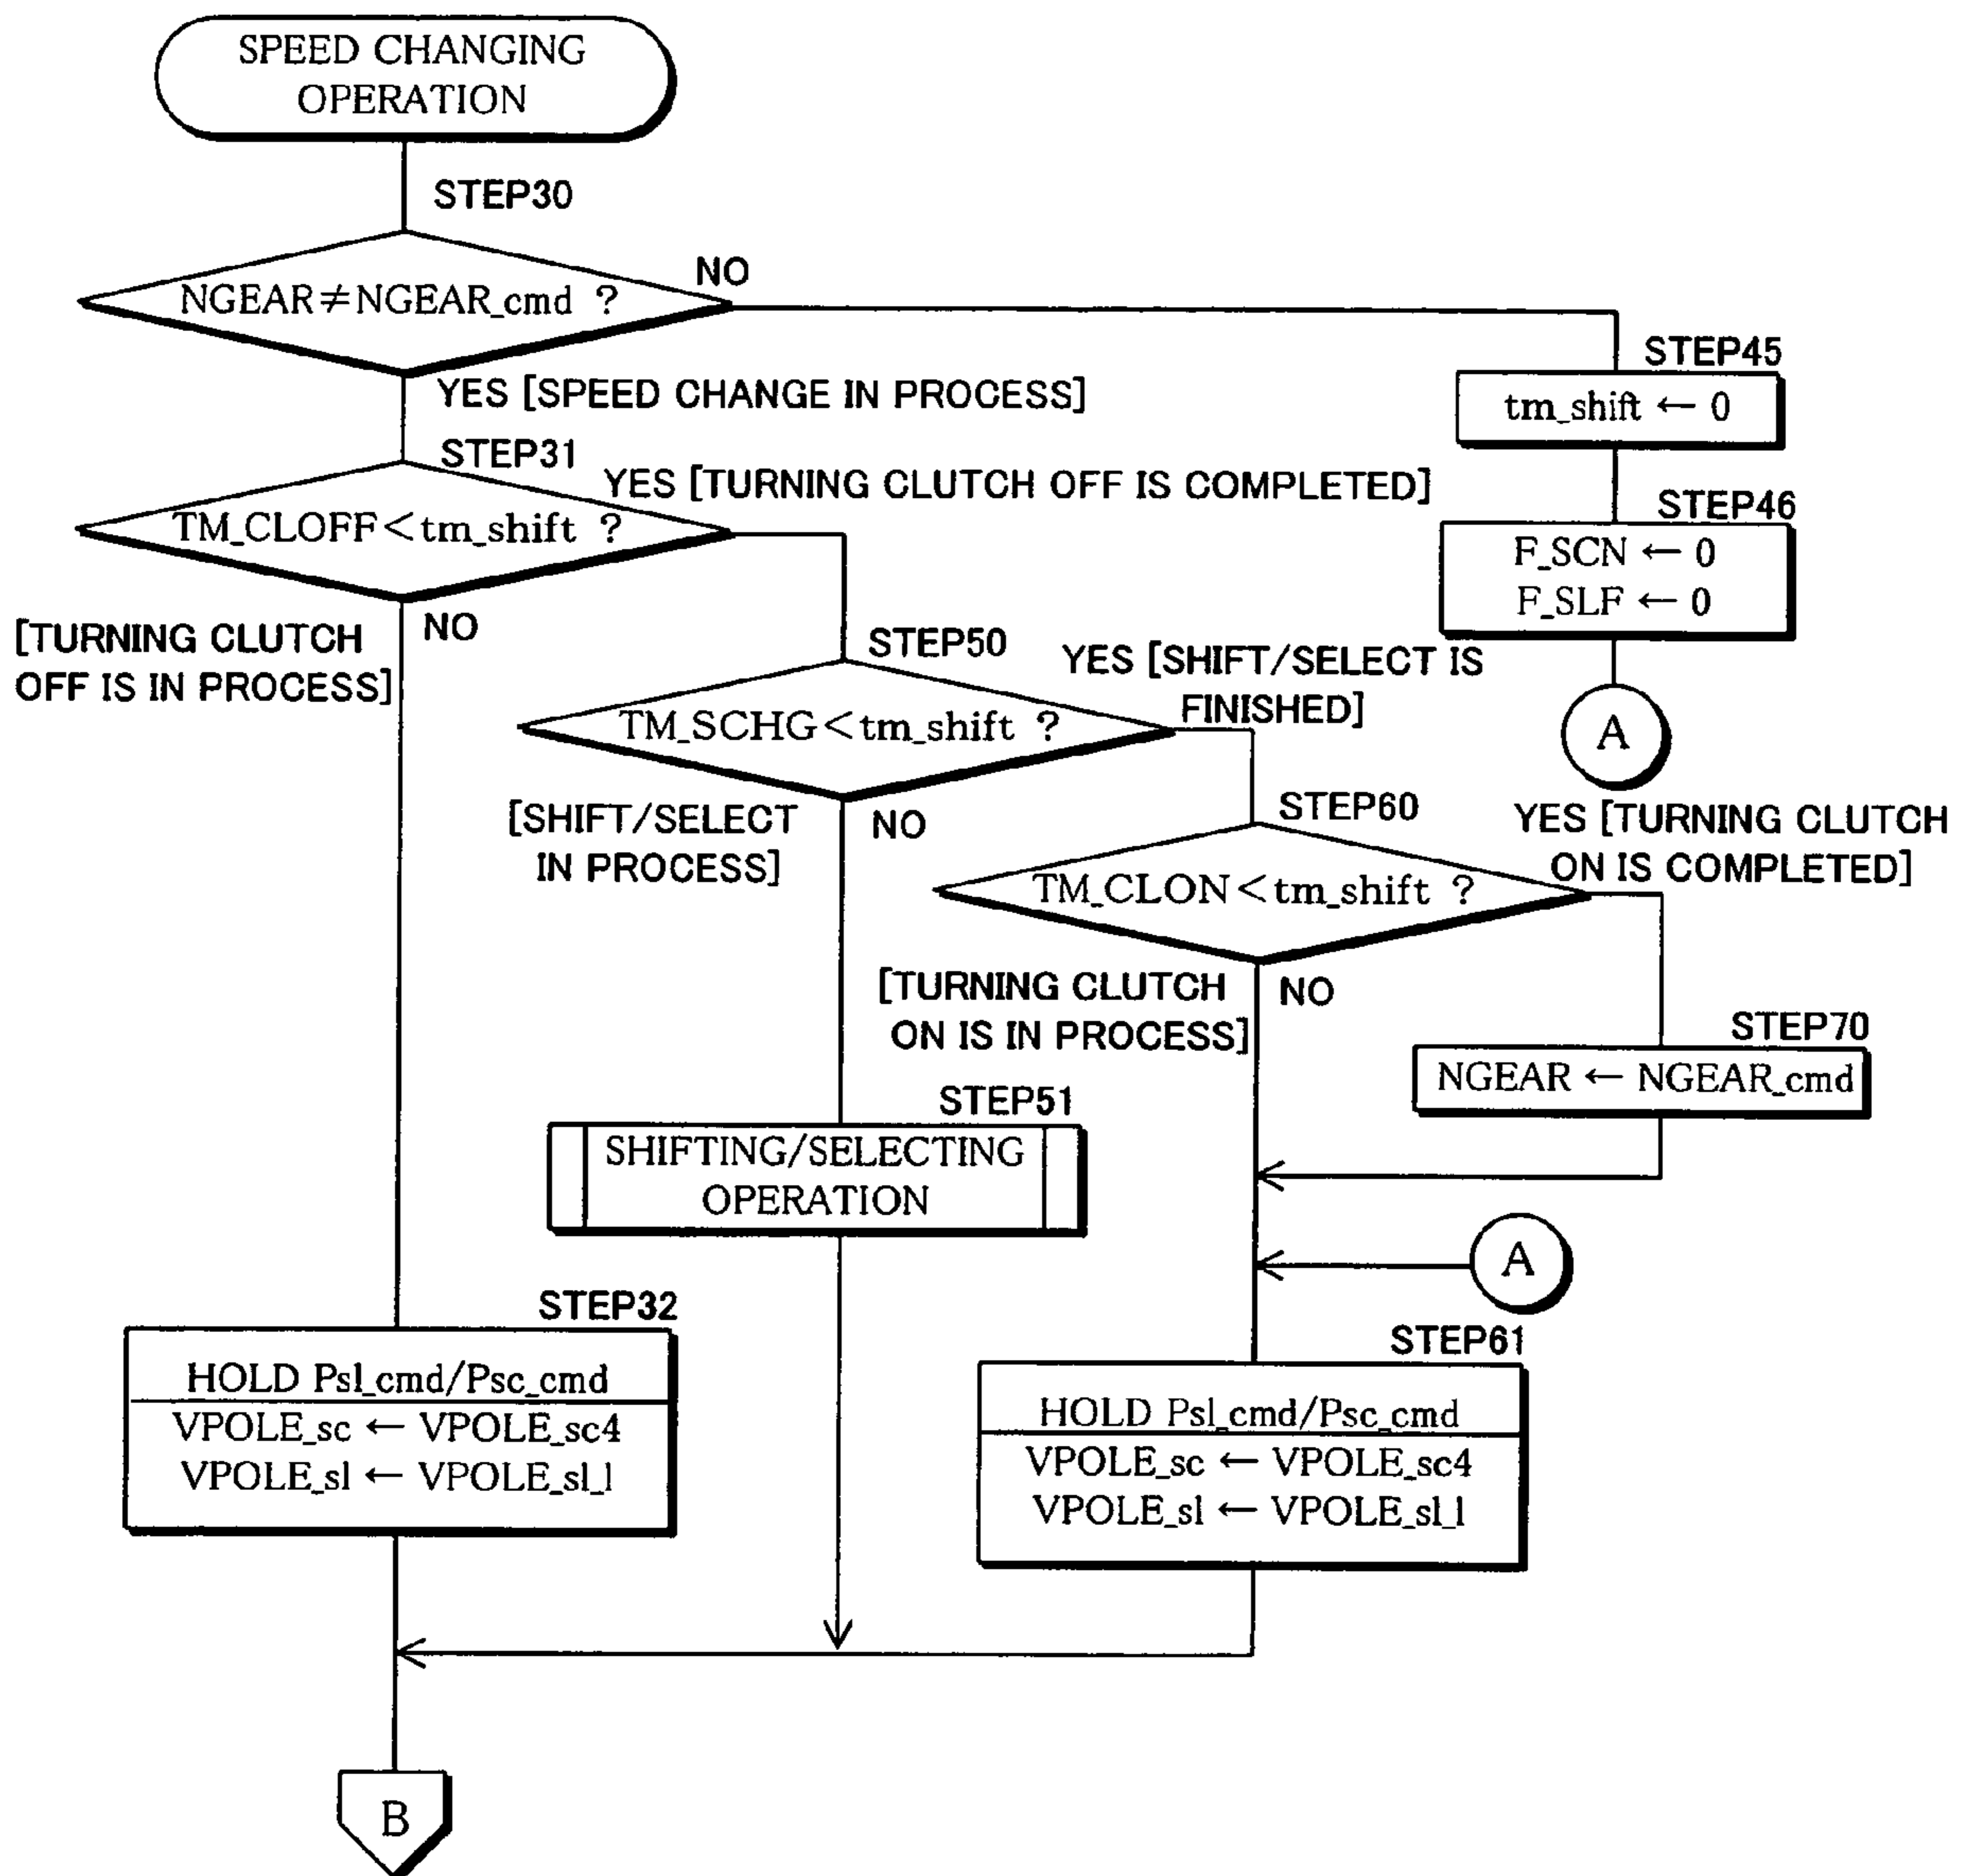 SPEED CHANGING
OPERATION
STEP30
NGEAR≠NGEAR_cmd ?
NO
YES [SPEED CHANGE IN PROCESS]
STEP45
tm_shift ← 0
STEP46
F_SCN ← 0
F_SLF ← 0
A
STEP31
TM_CLOFF<tm_shift ?
YES [TURNING CLUTCH OFF IS COMPLETED]
NO
[TURNING CLUTCH
OFF IS IN PROCESS]
STEP50
TM_SCHG<tm_shift ?
YES [SHIFT/SELECT IS
FINISHED]
[SHIFT/SELECT
IN PROCESS]
NO
STEP60
TM_CLON<tm_shift ?
YES [TURNING CLUTCH
ON IS COMPLETED]
[TURNING CLUTCH
ON IS IN PROCESS]
NO
STEP70
NGEAR ← NGEAR_cmd
STEP51
SHIFTING/SELECTING
OPERATION
A
STEP32
HOLD Psl_cmd/Psc_cmd
VPOLE_sc ← VPOLE_sc4
VPOLE_sl ← VPOLE_sl_l
STEP61
HOLD Psl_cmd/Psc_cmd
VPOLE_sc ← VPOLE_sc4
VPOLE_sl ← VPOLE_sl_l
B